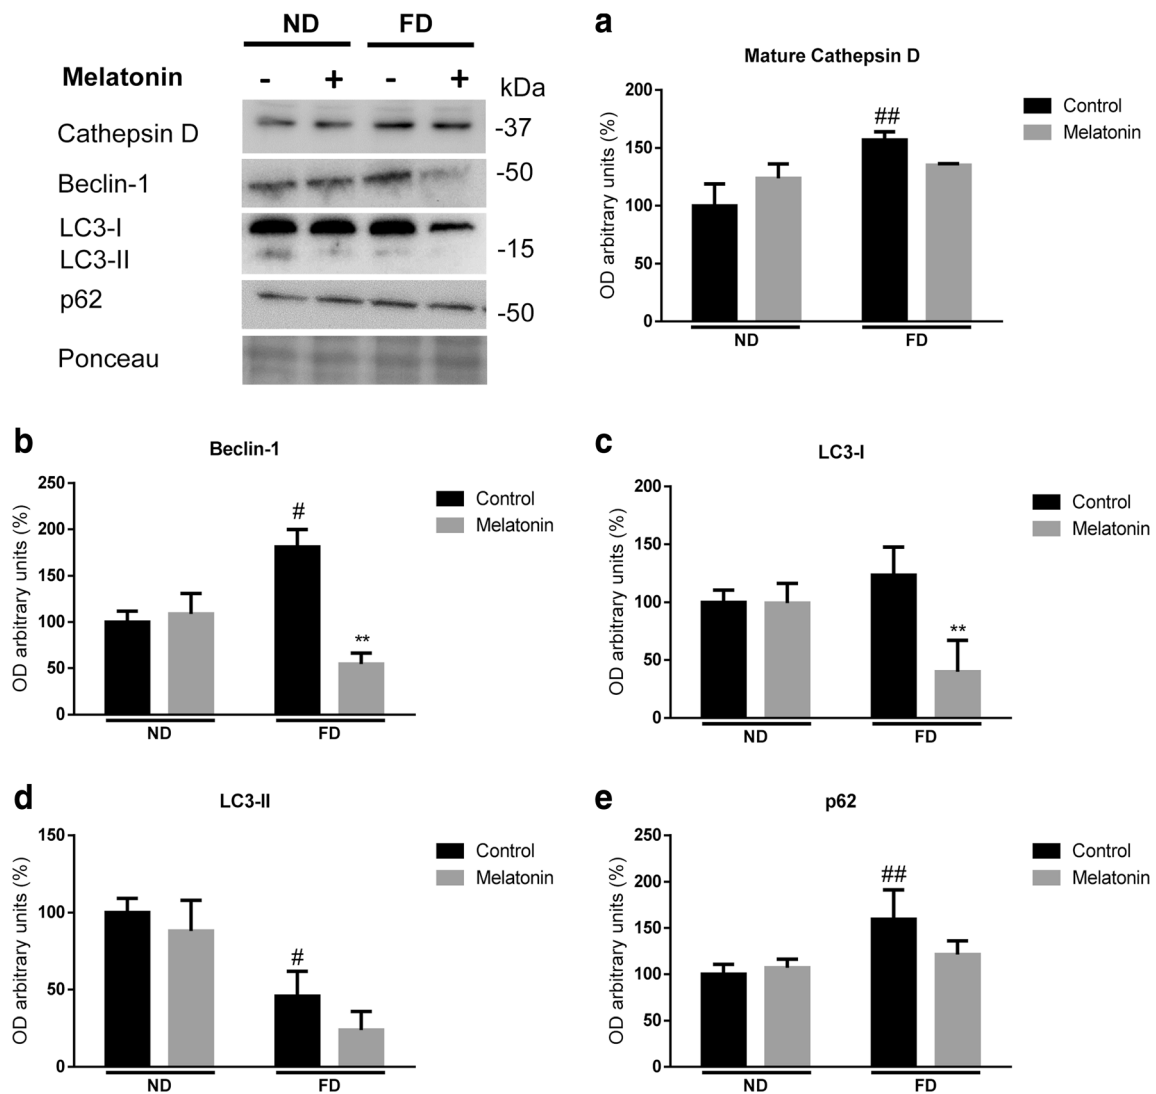 ND FD
Melatonin - + - + kDa
Cathepsin D -37
Beclin-1 -50
LC3-I
LC3-II -15
p62 -50
Ponceau
a
Mature Cathepsin D
OD arbitrary units (%)
200
150
100
50
0
##
ND FD
Control
Melatonin
b
Beclin-1
OD arbitrary units (%)
250
200
150
100
50
0
#
**
ND FD
Control
Melatonin
c
LC3-I
OD arbitrary units (%)
200
150
100
50
0
**
ND FD
Control
Melatonin
d
LC3-II
OD arbitrary units (%)
150
100
50
0
#
ND FD
Control
Melatonin
e
p62
OD arbitrary units (%)
250
200
150
100
50
0
##
ND FD
Control
Melatonin